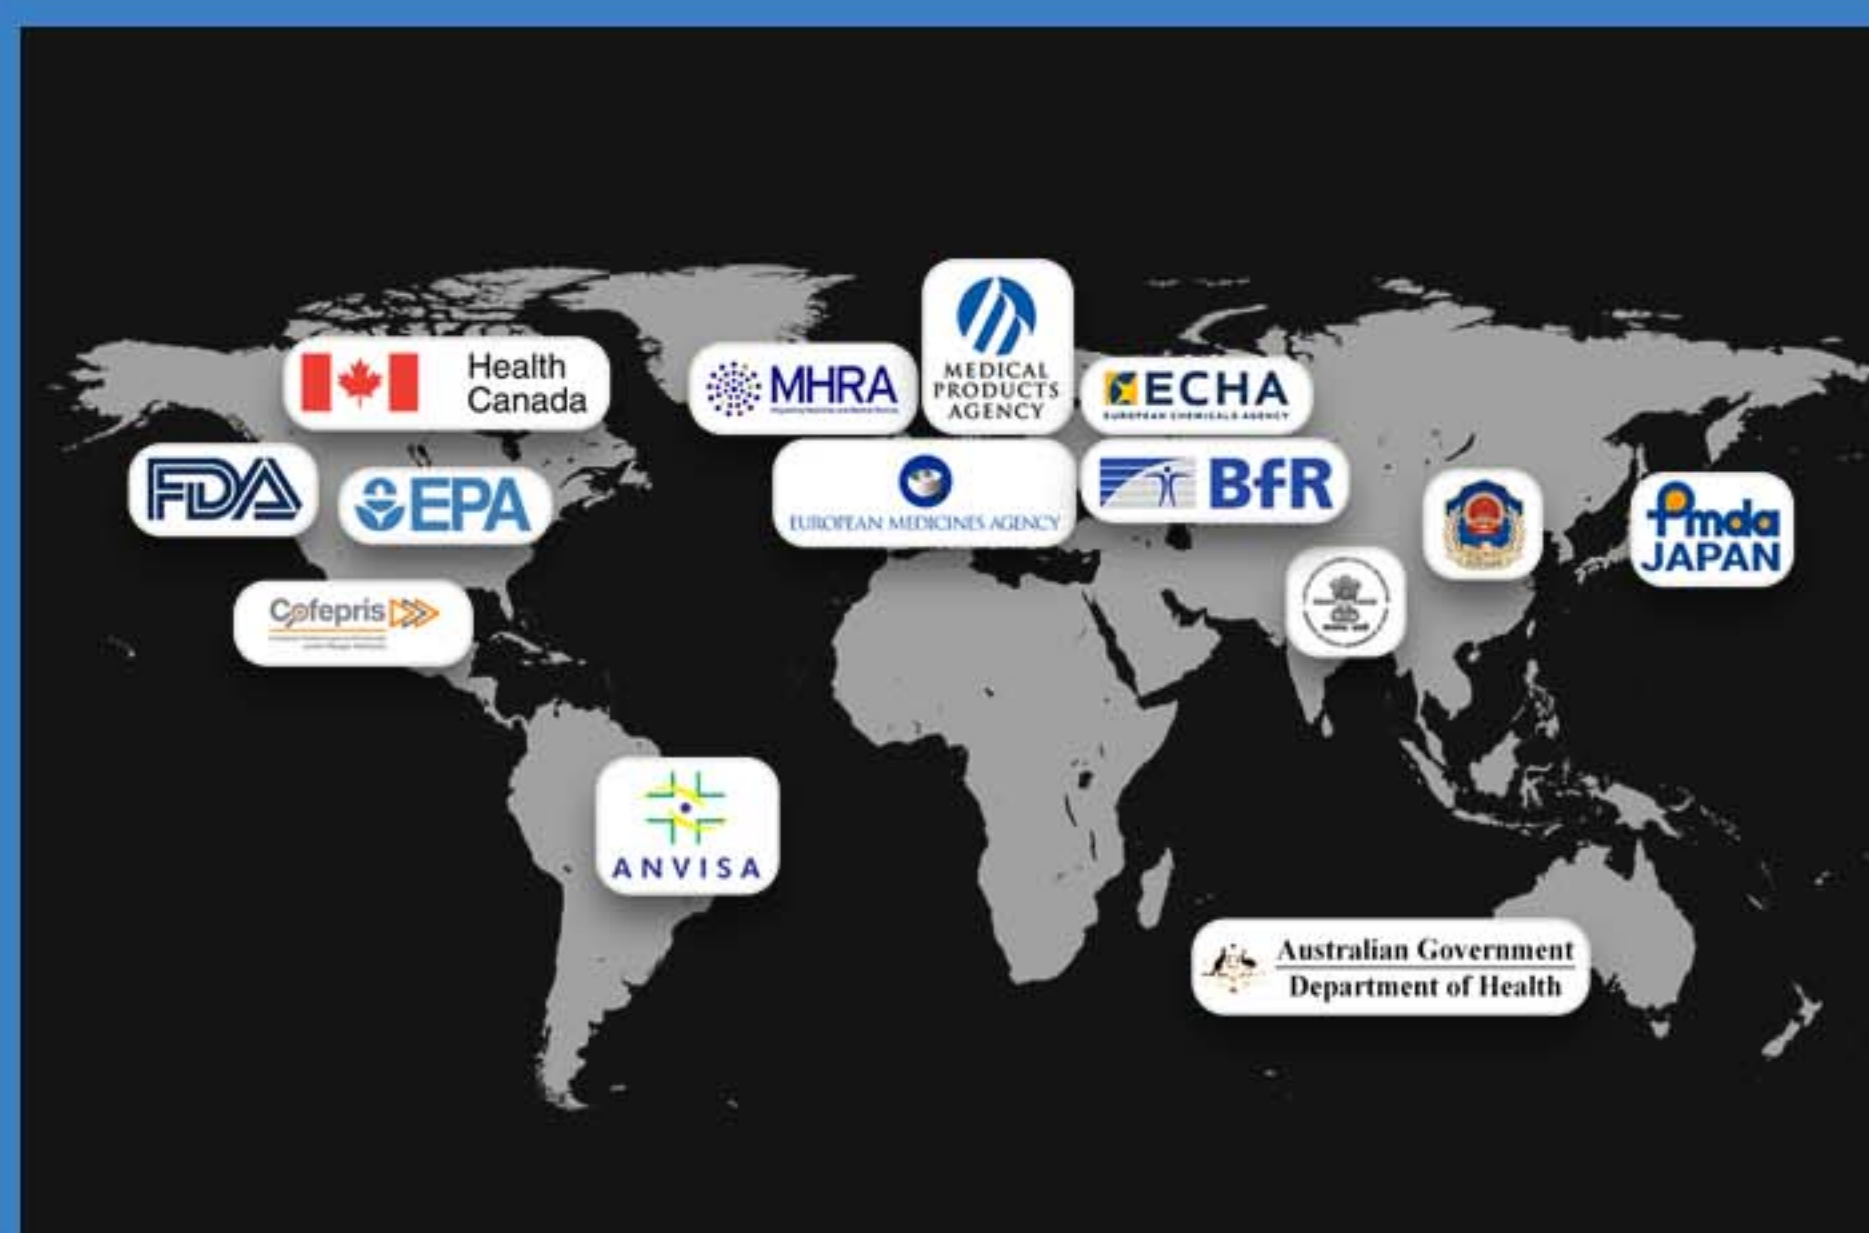 Health
Canada
FDA
EPA
Cofepris
MHRA
MEDICAL
PRODUCTS
AGENCY
ECHA
EUROPEAN CHEMICALS AGENCY
EUROPEAN MEDICINES AGENCY
BfR
Pmda
JAPAN
ANVISA
Australian Government
Department of Health